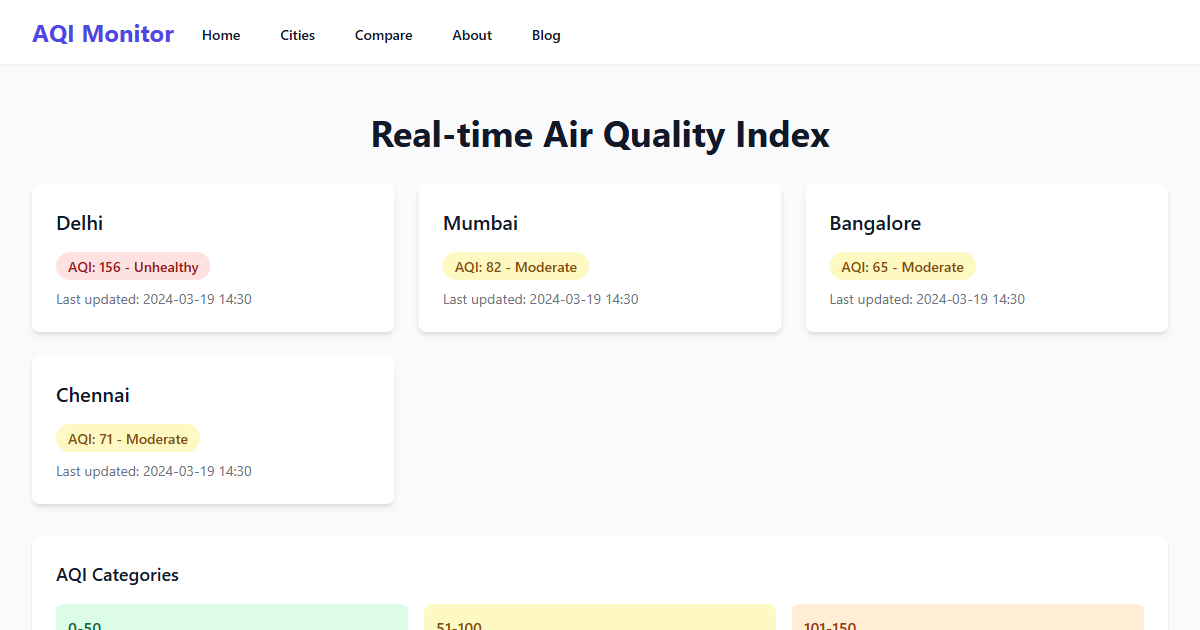 AQI Monitor
Home
Cities
Compare
About
Blog
Real-time Air Quality Index
Delhi
AQI: 156 - Unhealthy
Last updated: 2024-03-19 14:30
Mumbai
AQI: 82 - Moderate
Last updated: 2024-03-19 14:30
Bangalore
AQI: 65 - Moderate
Last updated: 2024-03-19 14:30
Chennai
AQI: 71 - Moderate
Last updated: 2024-03-19 14:30
AQI Categories
0-50
51-100
101-150